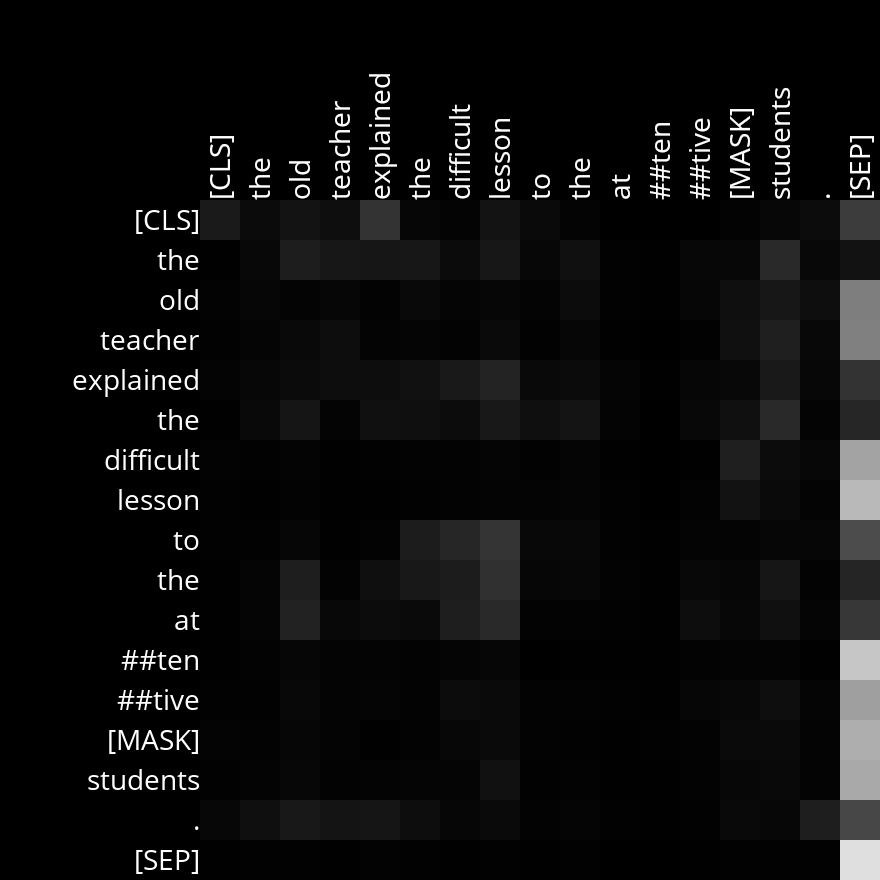 [CLS] the old teacher explained the difficult lesson to the at ##ten ##tive [MASK] students . [SEP]
[CLS]
the
old
teacher
explained
the
difficult
lesson
to
the
at
##ten
##tive
[MASK]
students
.
[SEP]